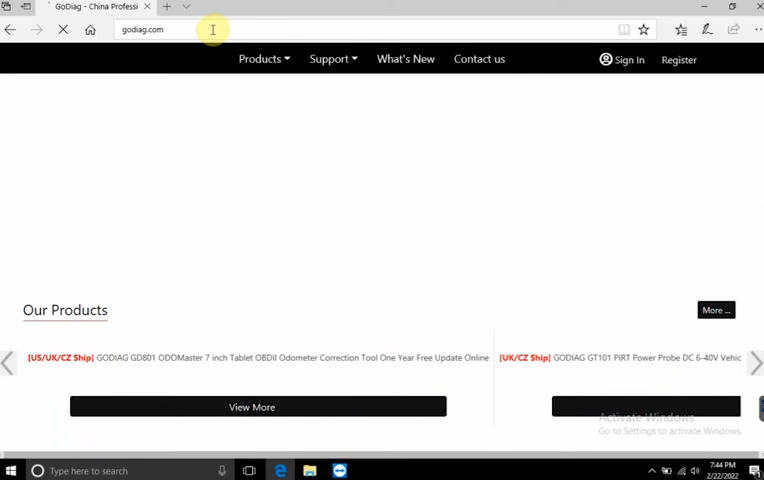 GoDiag - China Professi
godiag.com
Products Support What's New Contact us Sign In Register
Our Products
More ...
[US/UK/CZ Ship] GODIAG GD801 ODOMaster 7 inch Tablet OBDII Odometer Correction Tool One Year Free Update Online
[UK/CZ Ship] GODIAG GT101 PIRT Power Probe DC 6-40V Vehic
View More
Activate Windows
Go to Settings to activate Windows.
Type here to search
7:44 PM
2/22/2022